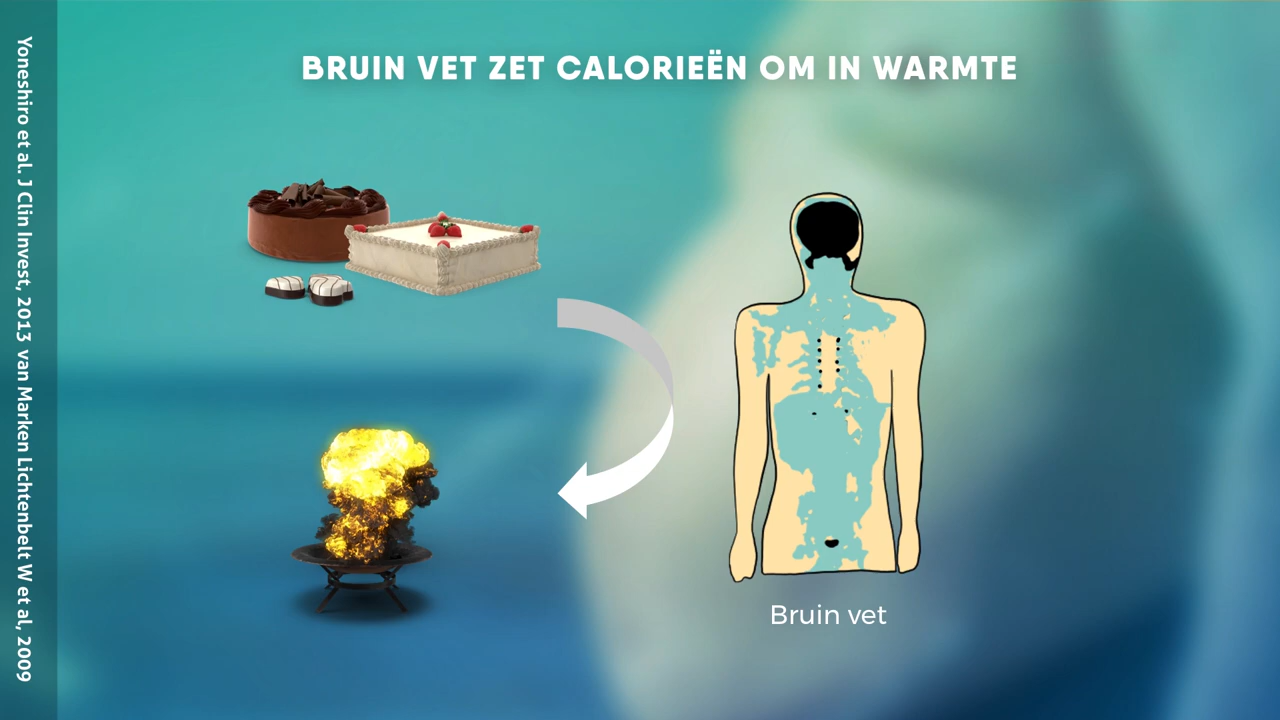 BRUIN VET ZET CALORIEËN OM IN WARMTE
Bruin vet
Yoneshiro et al. J Clin Invest, 2013 van Marken Lichtenbelt W et al, 2009